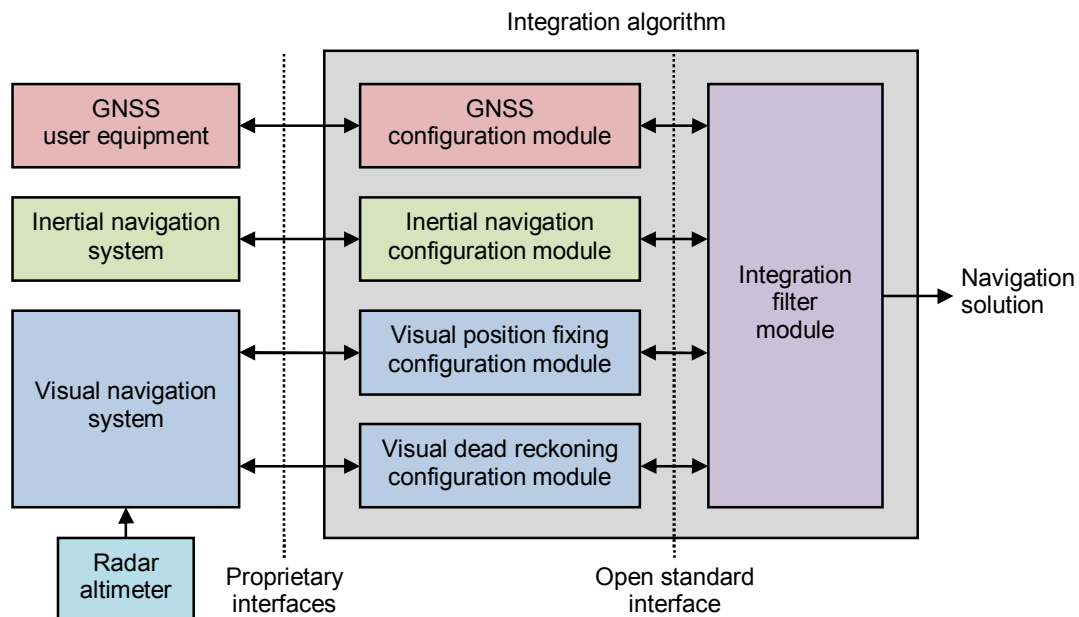 Integration algorithm
GNSS
user equipment
GNSS
configuration module
Inertial navigation
system
Inertial navigation
configuration module
Integration
filter
module
Navigation
solution
Visual navigation
system
Visual position fixing
configuration module
Visual dead reckoning
configuration module
Radar
altimeter
Proprietary
interfaces
Open standard
interface